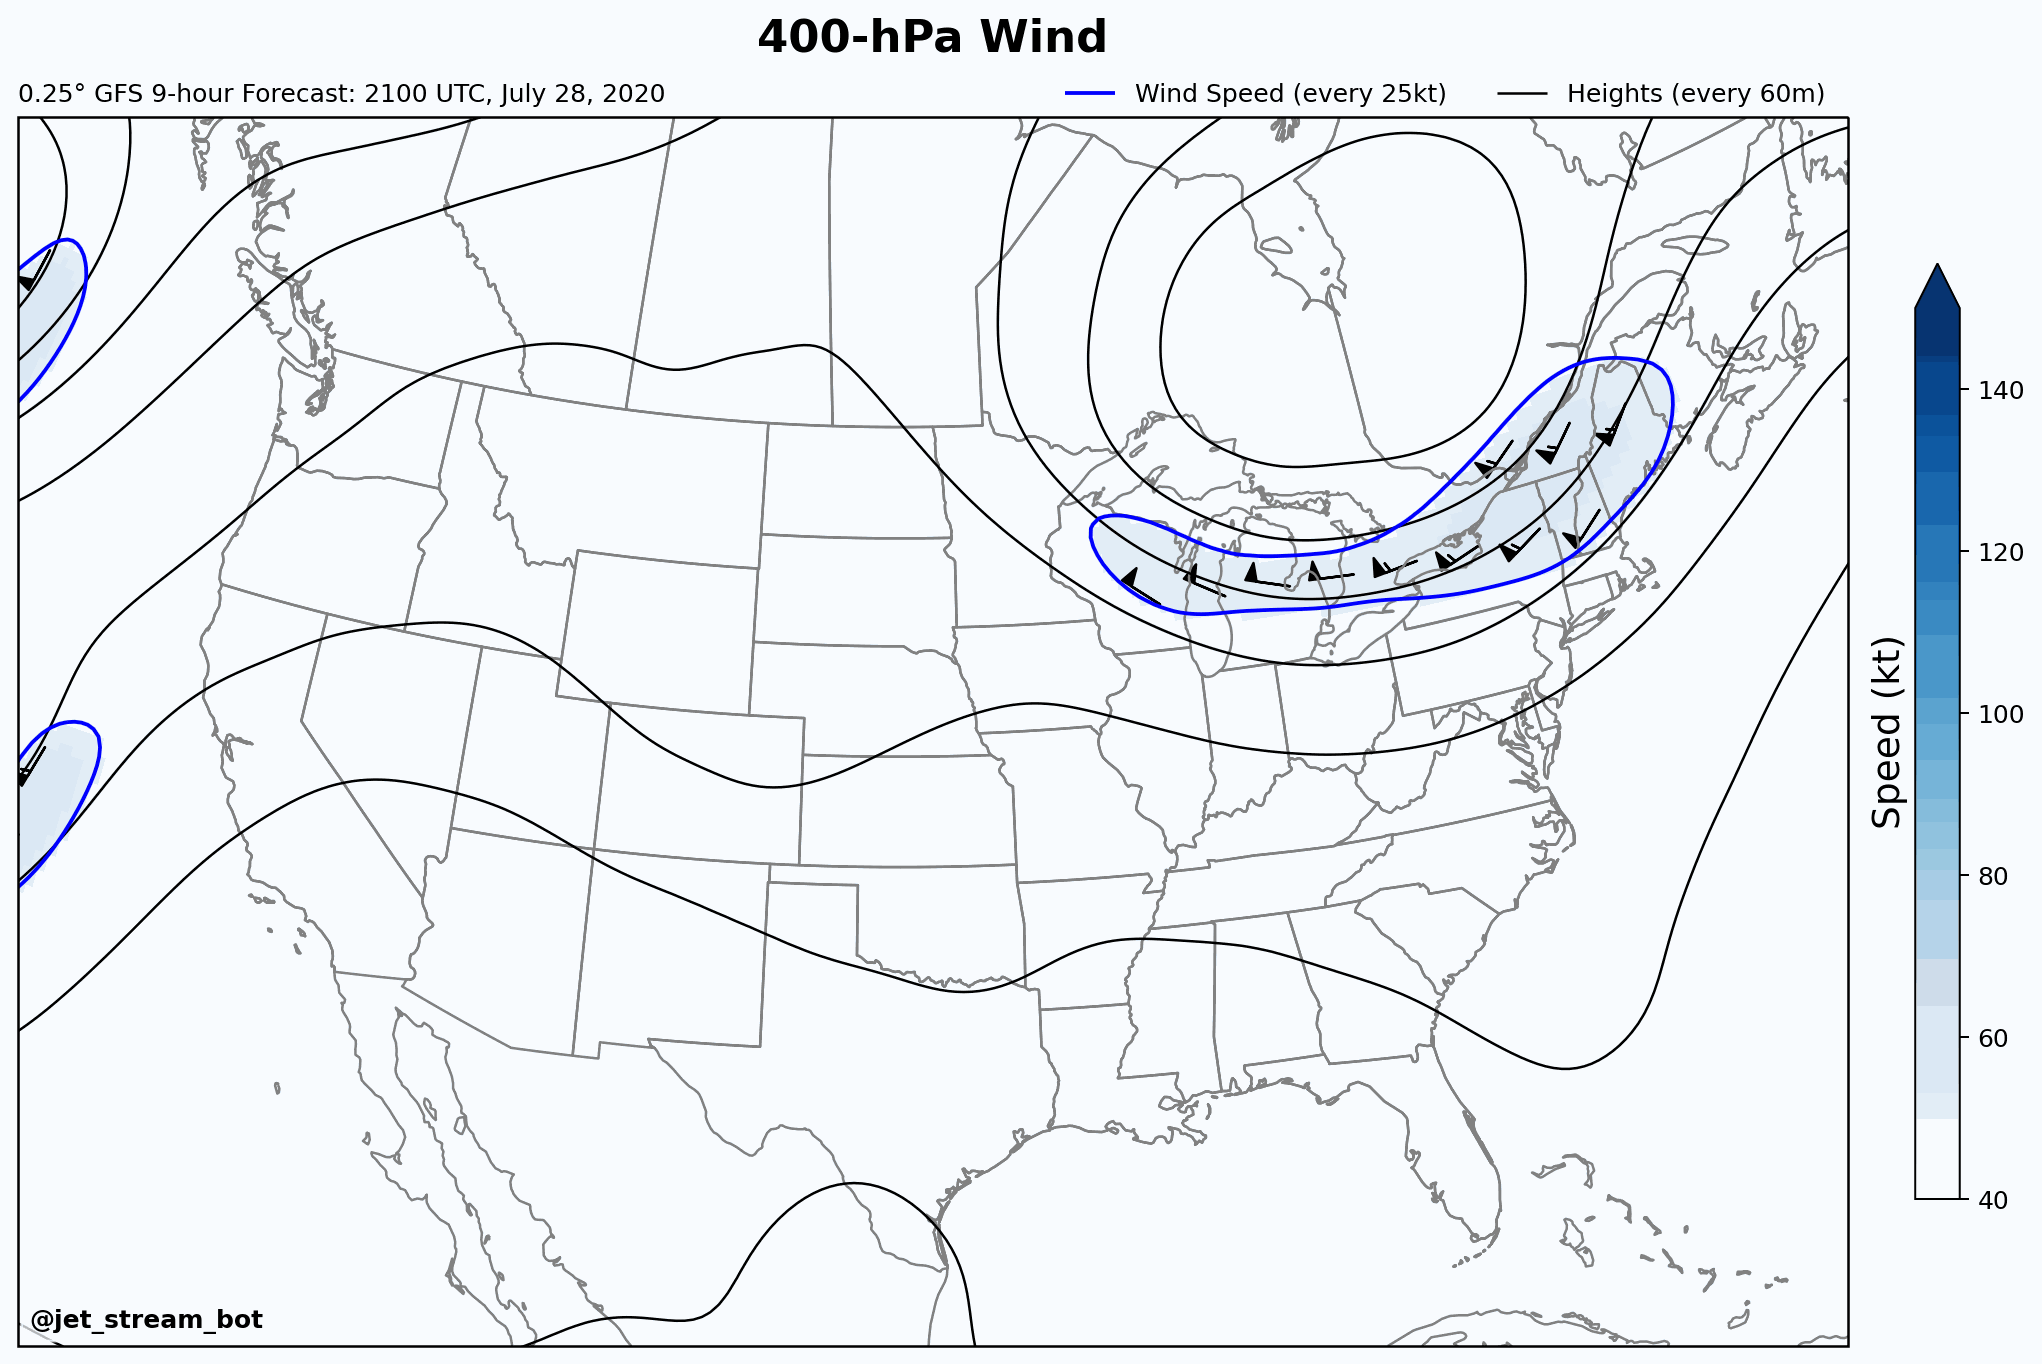 400-hPa Wind
0.25° GFS 9-hour Forecast: 2100 UTC, July 28, 2020
Wind Speed (every 25kt)
Heights (every 60m)
140
120
100
80
60
40
Speed (kt)
@jet_stream_bot